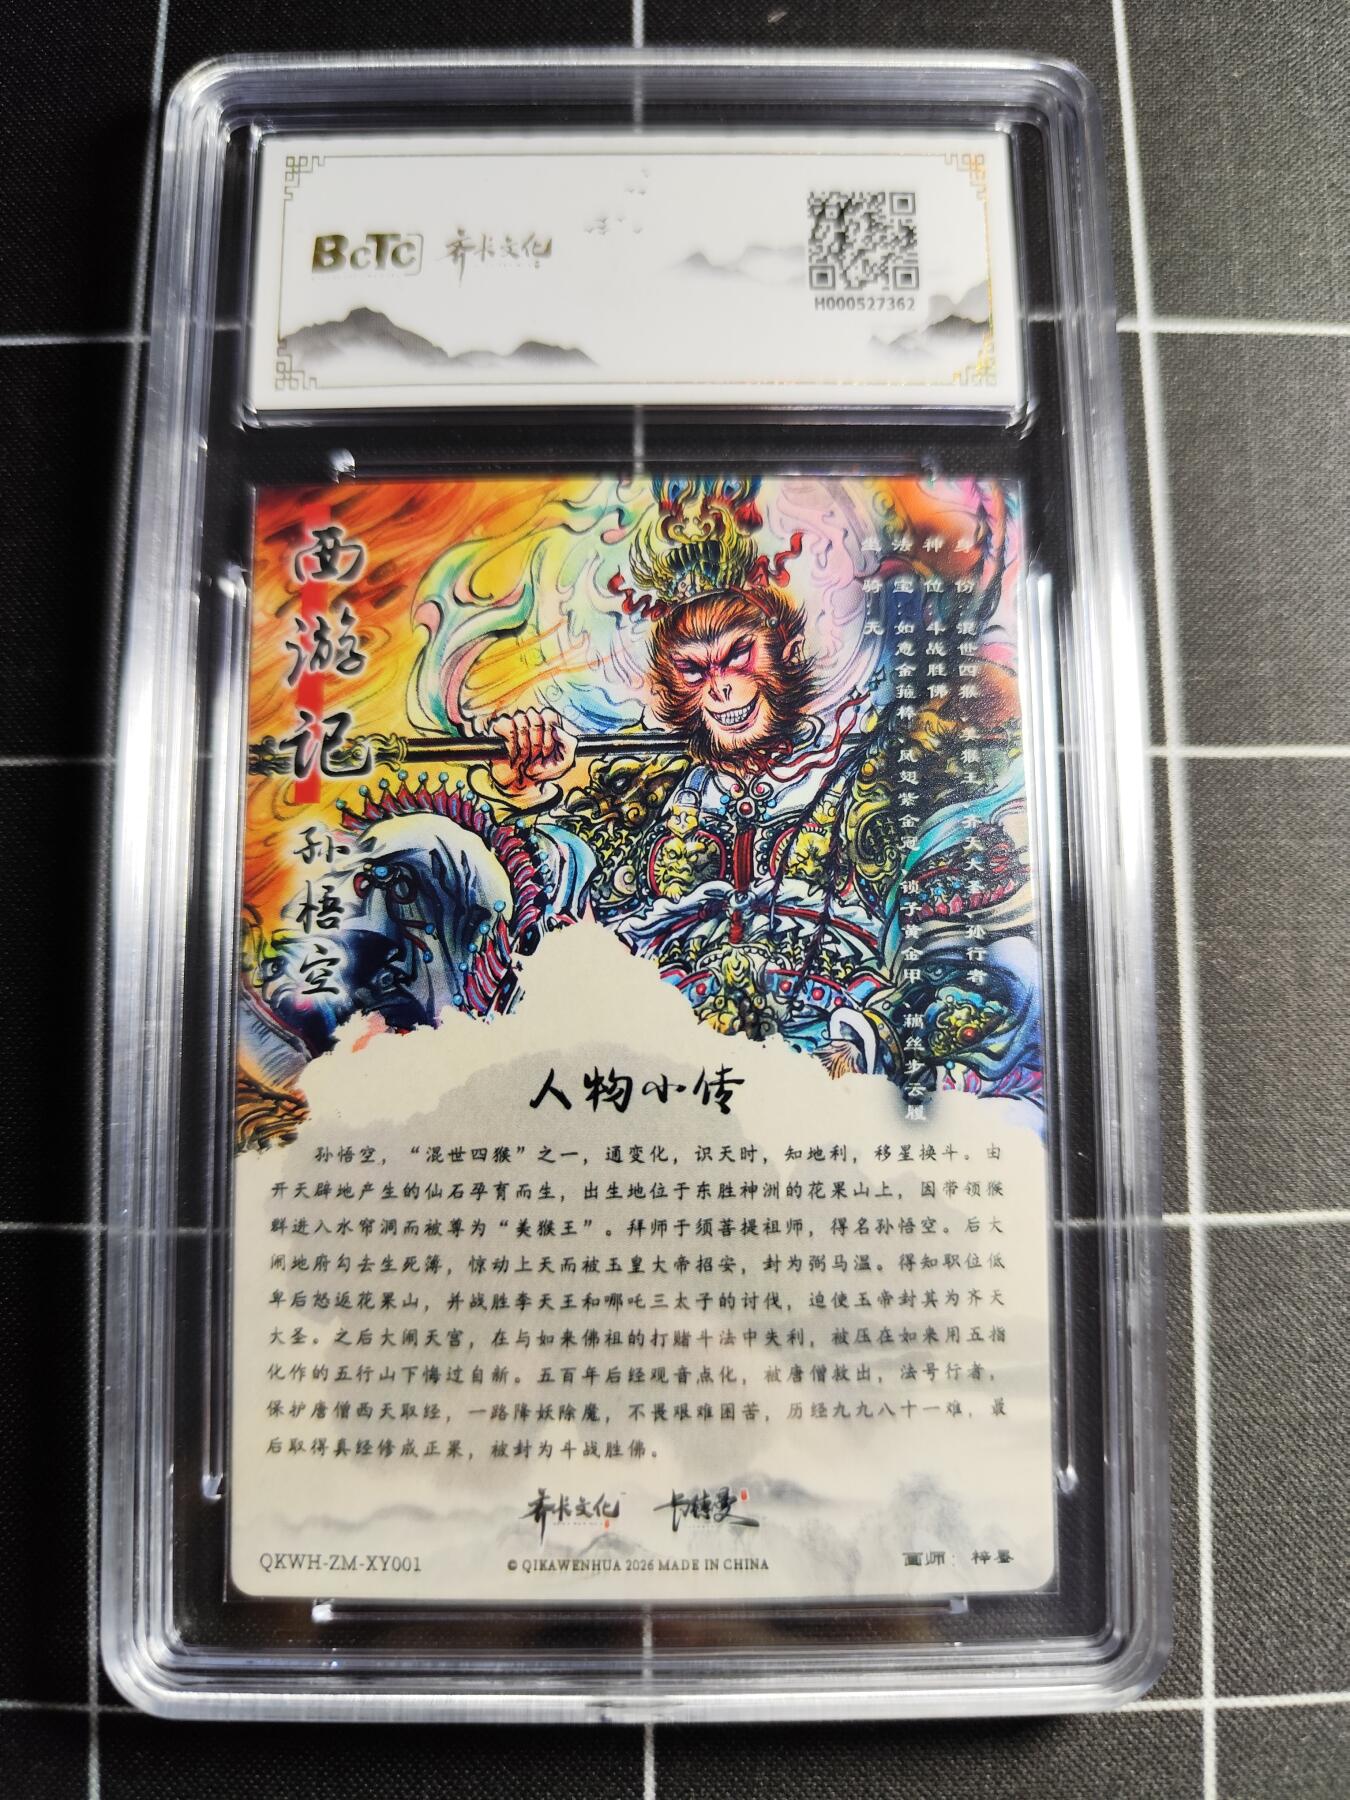 BCTC 齐卡文化
H000527362
西游记
孙悟空
身份：混世四猴·美猴王·齐天大圣·孙行者
神位：斗战胜佛
法宝：如意金箍棒 凤翅紫金冠 锁子黄金甲 藕丝步云履
坐骑：无
人物小传
孙悟空，“混世四猴”之一，通变化，识天时，知地利，移星换斗。由
开天辟地产生的仙石孕育而生，出生地位于东胜神洲的花果山上，因带领猴
群进入水帘洞而被尊为“美猴王”。拜师于须菩提祖师，得名孙悟空。后大
闹地府勾去生死簿，惊动上天而被玉皇大帝招安，封为弼马温。得知职位低
卑后怒返花果山，并战胜李天王和哪吒三太子的讨伐，迫使玉帝封其为齐天
大圣。之后大闹天宫，在与如来佛祖的打赌斗法中失利，被压在如来用五指
化作的五行山下悔过自新。五百年后经观音点化，被唐僧救出，法号行者，
保护唐僧西天取经，一路降妖除魔，不畏艰难困苦，历经九九八十一难，最
后取得真经修成正果，被封为斗战胜佛。
齐卡文化 卡特曼
QKWH-ZM-XY001
© QIKAWENHUA 2026 MADE IN CHINA
画师：梓墨